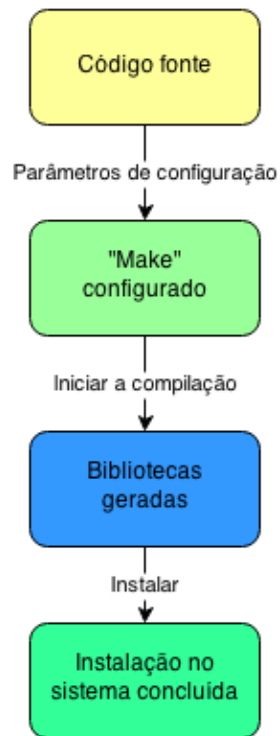 Código fonte
Parâmetros de configuração
"Make"
configurado
Iniciar a compilação
Bibliotecas
geradas
Instalar
Instalação no
sistema concluída